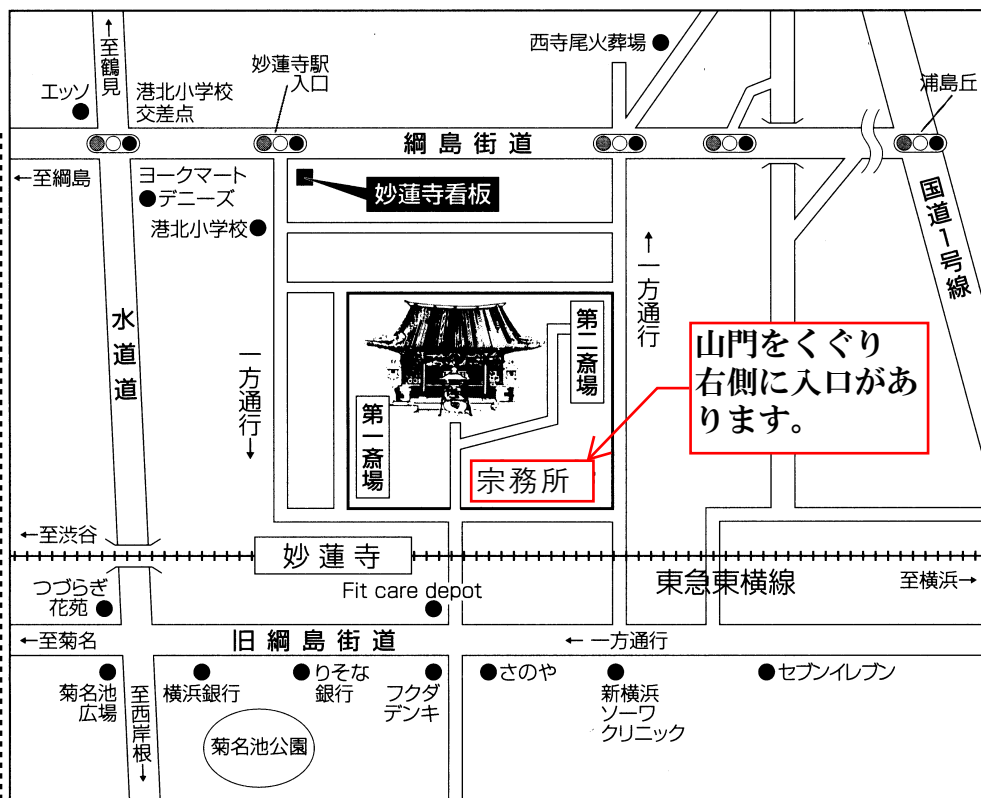 ↑至鶴見
エッソ
港北小学校
交差点
妙蓮寺駅
入口
西寺尾火葬場
浦島丘
綱島街道
←至綱島
ヨークマート
デニーズ
港北小学校
妙蓮寺看板
国道1号線
水道道
一方通行↓
↑一方通行
第二斎場
第一斎場
山門をくぐり
右側に入口があ
ります。
宗務所
←至渋谷
妙蓮寺
東急東横線
至横浜→
つづらぎ
花苑
Fit care depot
←至菊名
旧綱島街道
← 一方通行
菊名池
広場
至西岸根↓
横浜銀行
りそな
銀行
フクダ
デンキ
さのや
新横浜
ソーワ
クリニック
セブンイレブン
菊名池公園